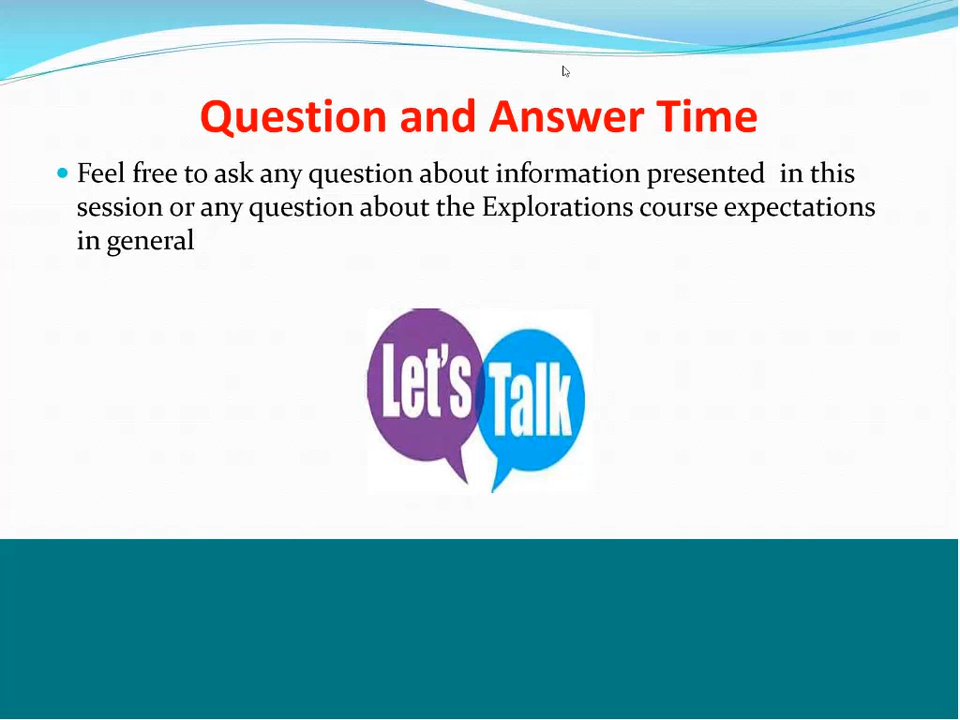 Question and Answer Time
Feel free to ask any question about information presented in this
session or any question about the Explorations course expectations
in general
Let's Talk